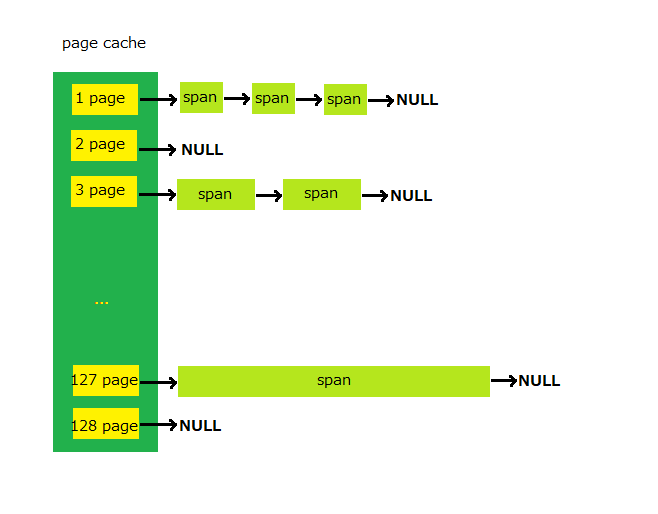 page cache
1 page span span span NULL
2 page NULL
3 page span span NULL
...
127 page span NULL
128 page NULL